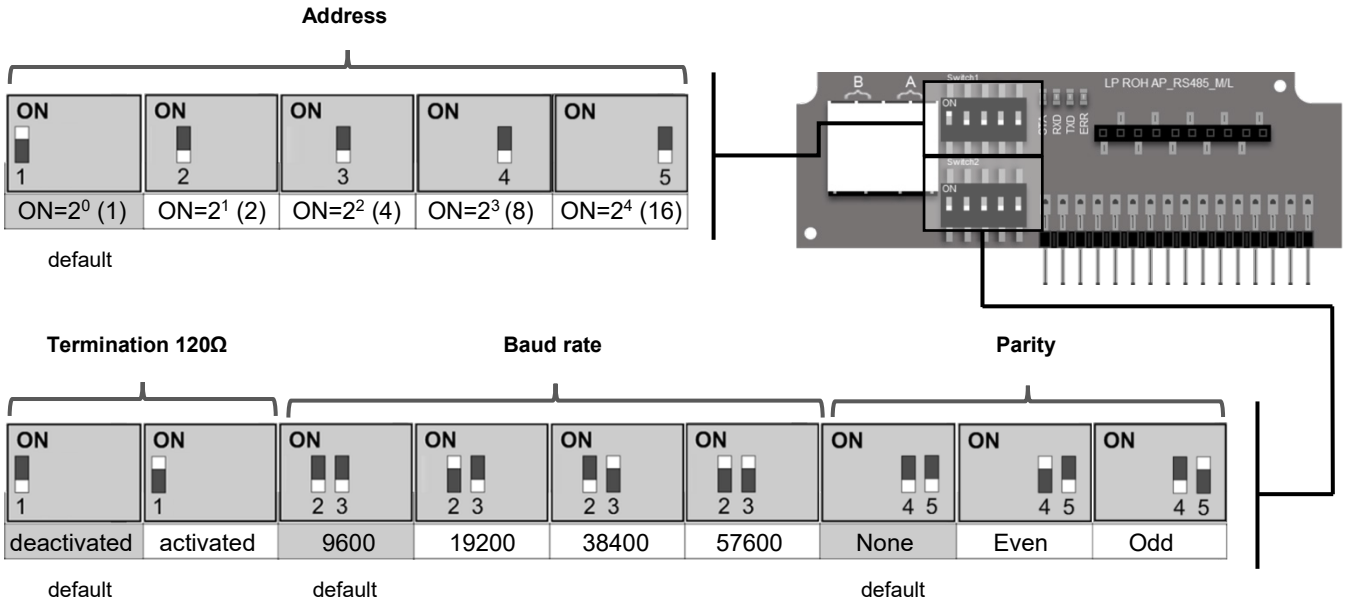 Address
ON ON ON ON ON
1 2 3 4 5
ON=2⁰ (1) ON=2¹ (2) ON=2² (4) ON=2³ (8) ON=2⁴ (16)
default
B A Switch1 LP ROH AP_RS485_M/L
ON
STA RXD TXD ERR
Switch2
ON
Termination 120Ω Baud rate Parity
ON ON ON ON ON ON ON ON ON
1 1 2 3 2 3 2 3 2 3 4 5 4 5 4 5
deactivated activated 9600 19200 38400 57600 None Even Odd
default default default